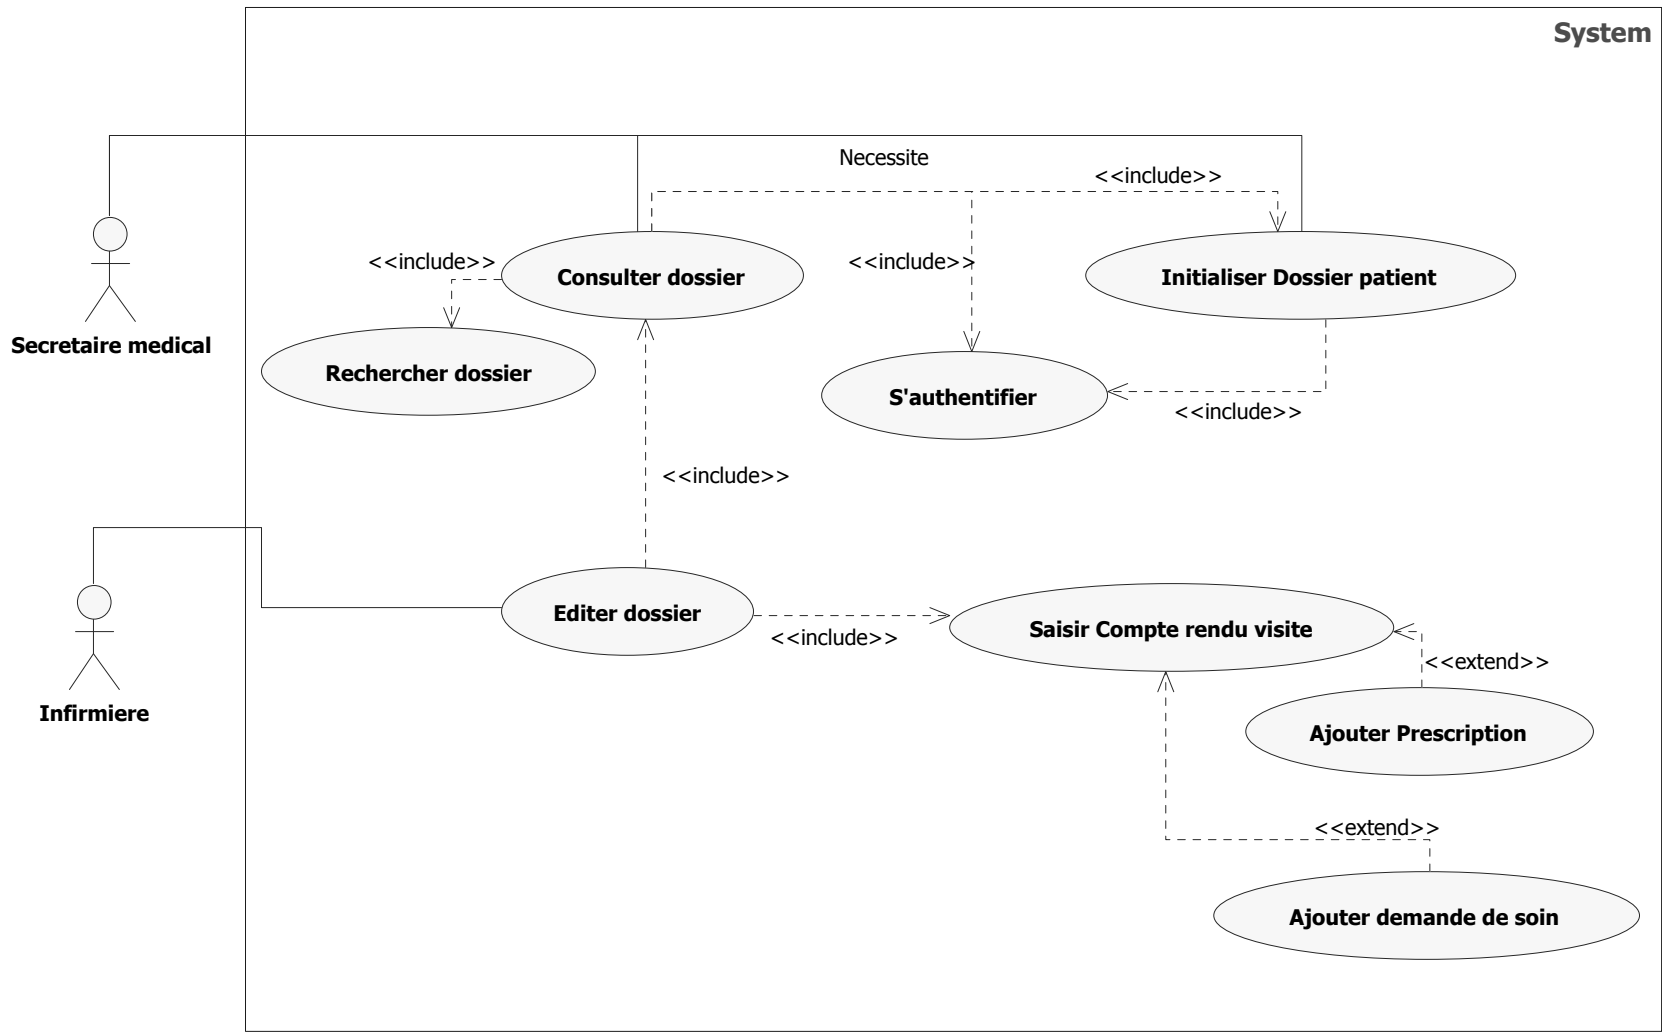 System
Necessite
<<include>>
<<include>>
<<include>>
Consulter dossier
Initialiser Dossier patient
Secretaire medical
Rechercher dossier
S'authentifier
<<include>>
<<include>>
Editer dossier
Saisir Compte rendu visite
<<include>>
<<extend>>
Infirmiere
Ajouter Prescription
<<extend>>
Ajouter demande de soin